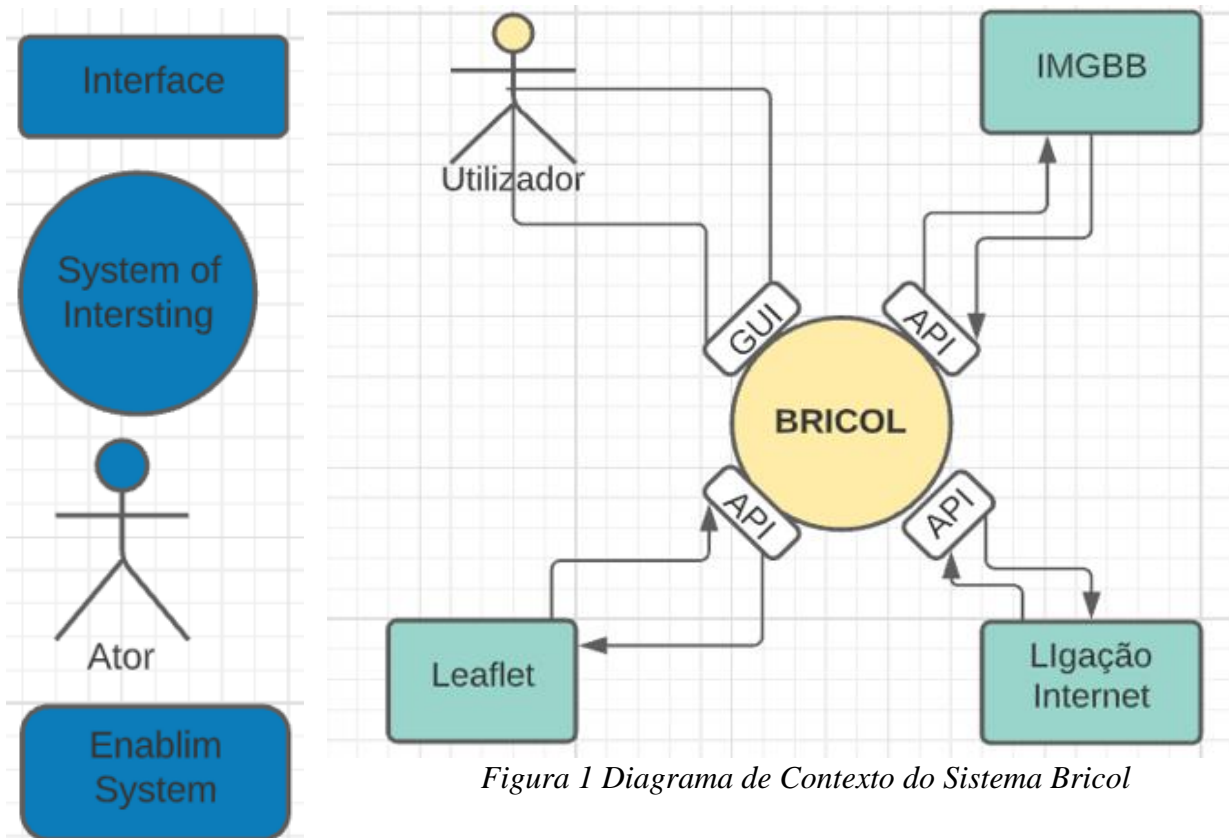 Interface
System of
Intersting
Ator
Enablim
System
Utilizador
IMGBB
GUI
API
BRICOL
API
API
Leaflet
LIgação
Internet
Figura 1 Diagrama de Contexto do Sistema Bricol